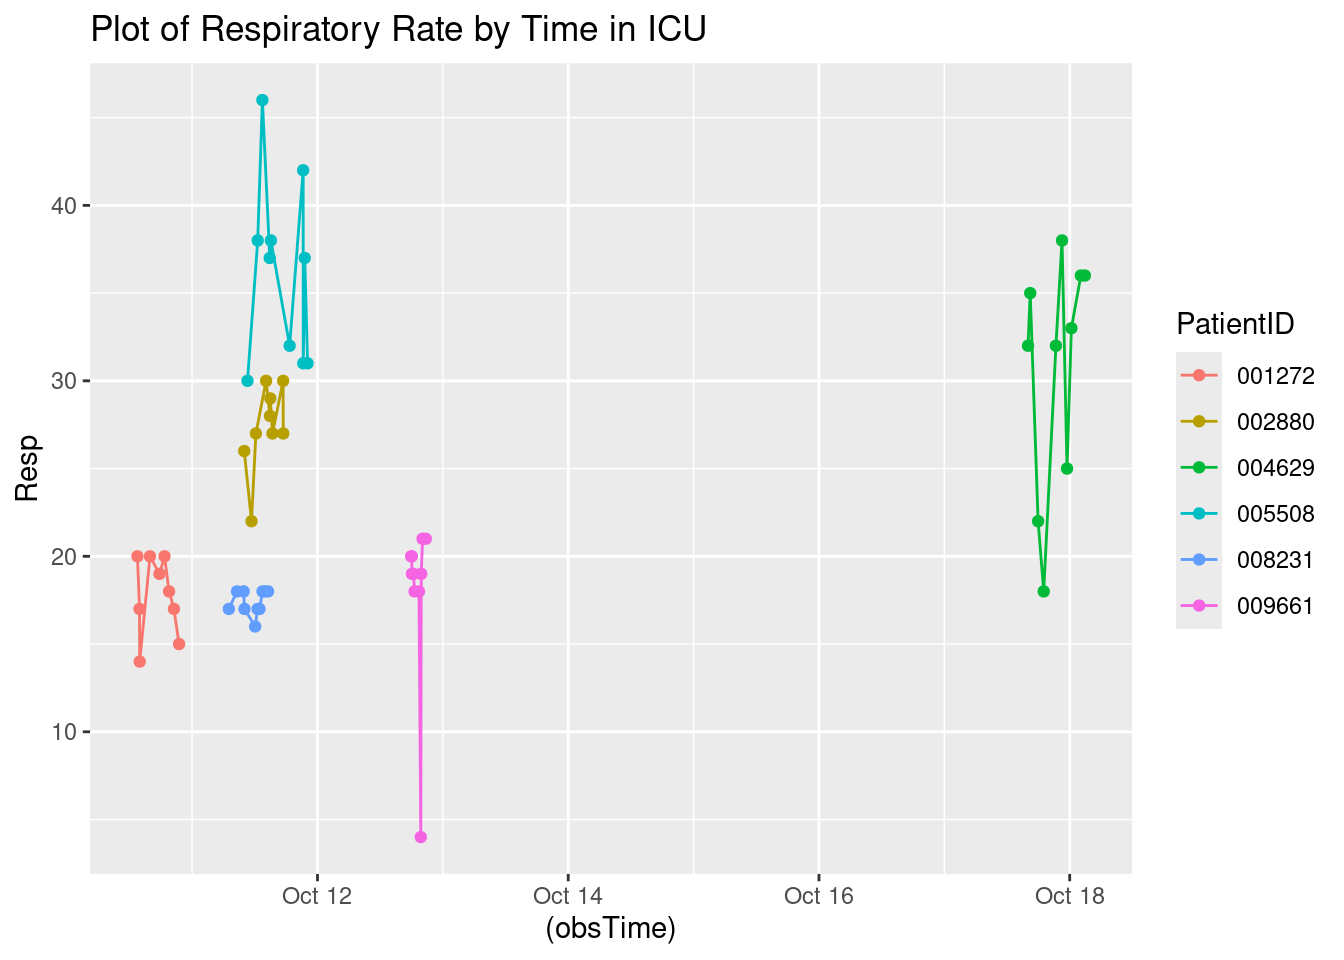 Plot of Respiratory Rate by Time in ICU
Resp
40
30
20
10
Oct 12
Oct 14
Oct 16
Oct 18
(obsTime)
PatientID
001272
002880
004629
005508
008231
009661